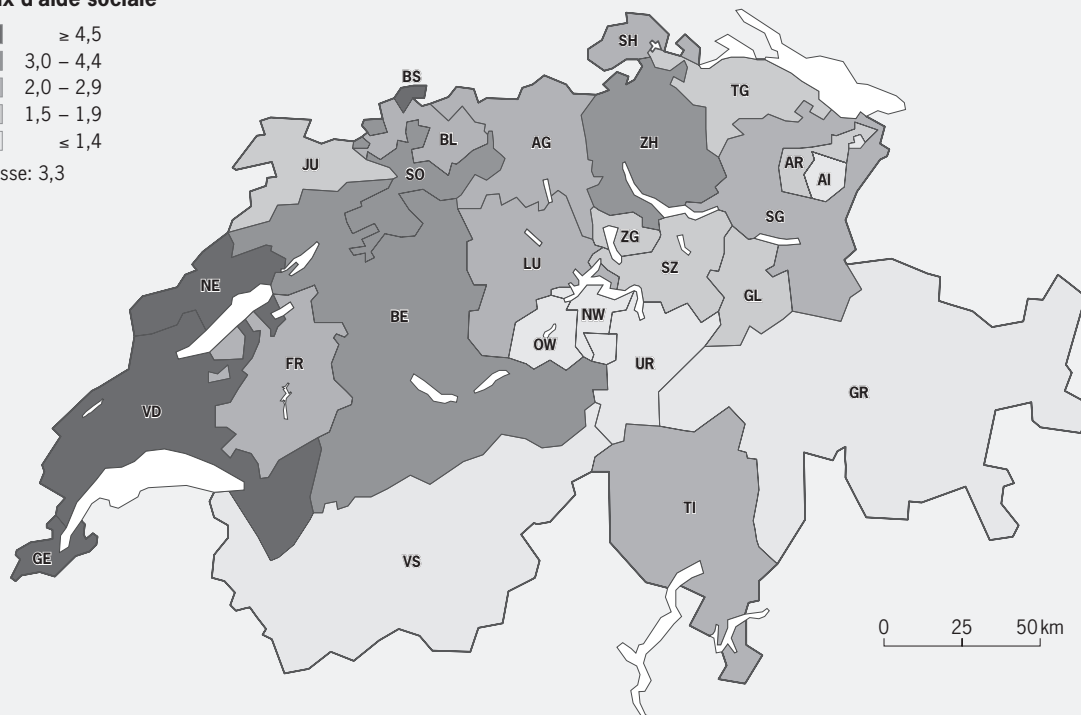 d'aide sociale
≥ 4,5
3,0 – 4,4
2,0 – 2,9
1,5 – 1,9
≤ 1,4
: 3,3
SH
BS
TG
BL
AG
ZH
JU
SO
AR
AI
SG
ZG
LU
SZ
NE
GL
BE
NW
OW
FR
UR
GR
VD
TI
GE
VS
0 25 50 km